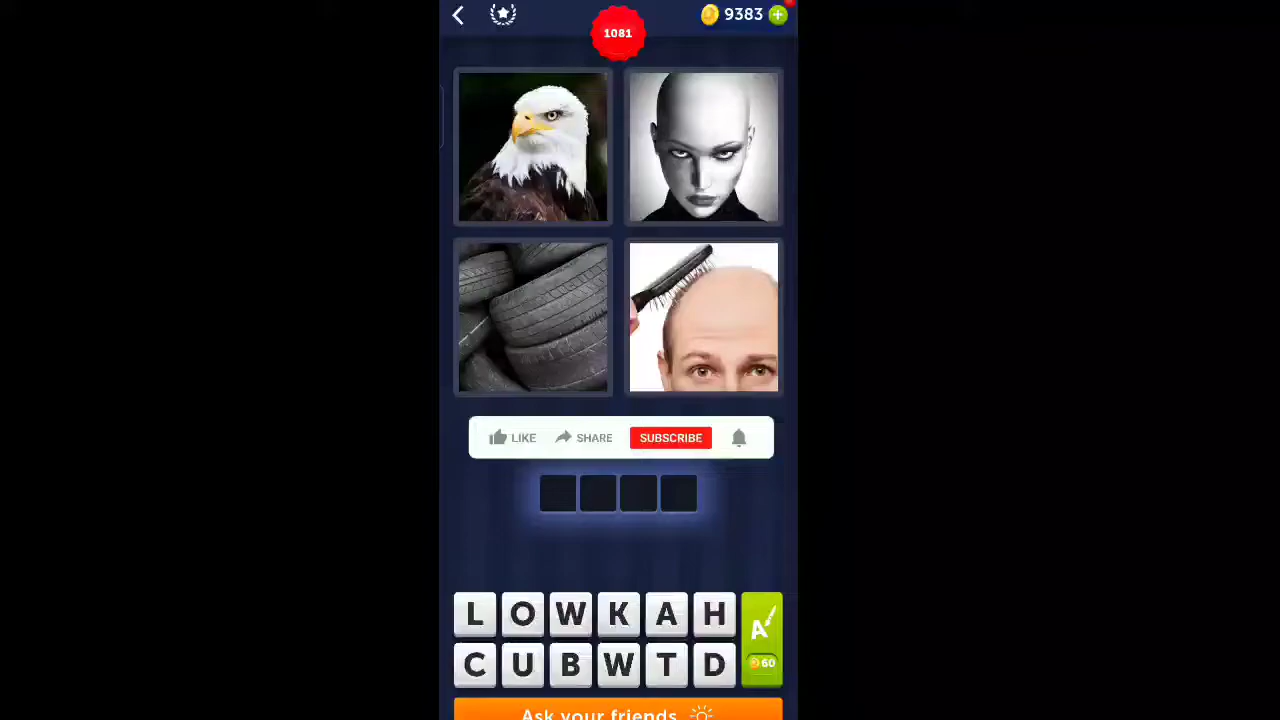 9383
1081
LIKE SHARE SUBSCRIBE
L O W K A H
C U B W T D
A
60
Ask your friends